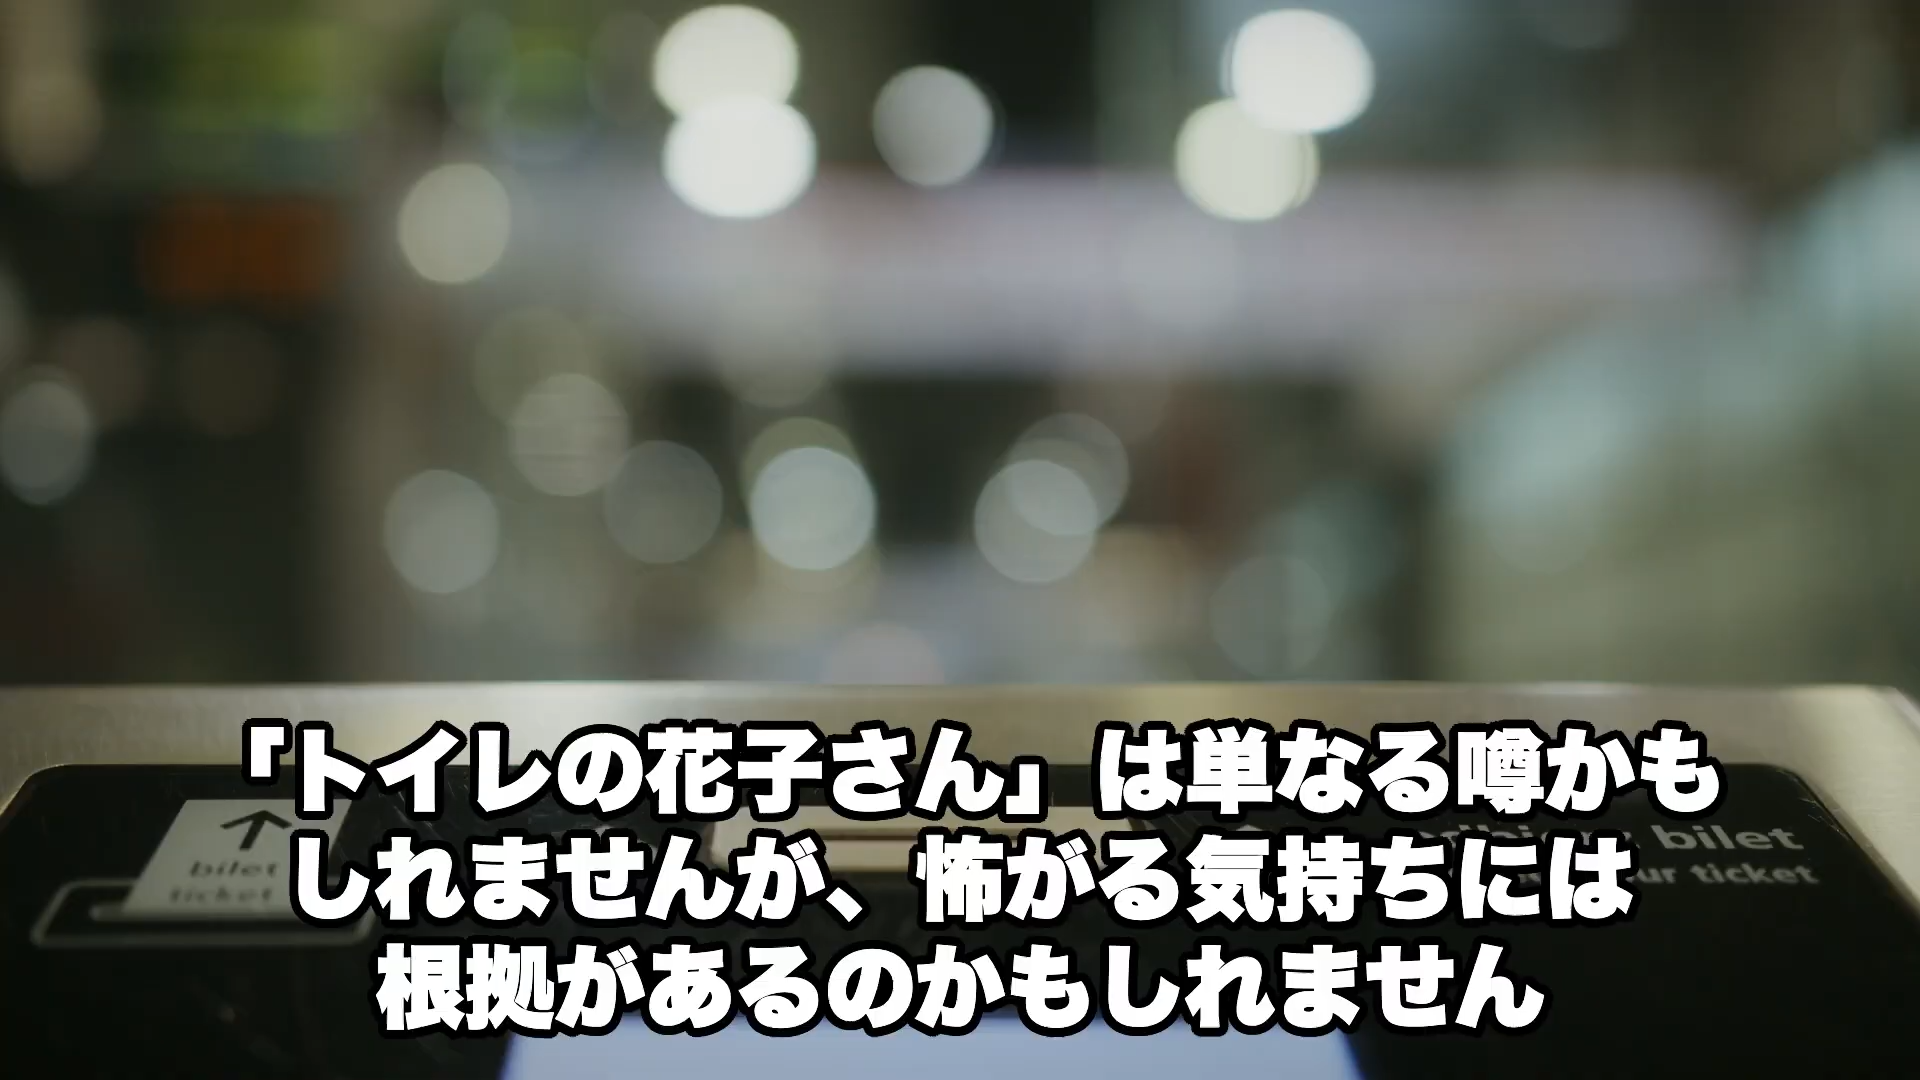 「トイレの花子さん」は単なる噂かも
しれませんが、怖がる気持ちには
根拠があるのかもしれません
bilet
ticket
bilet
ur ticket